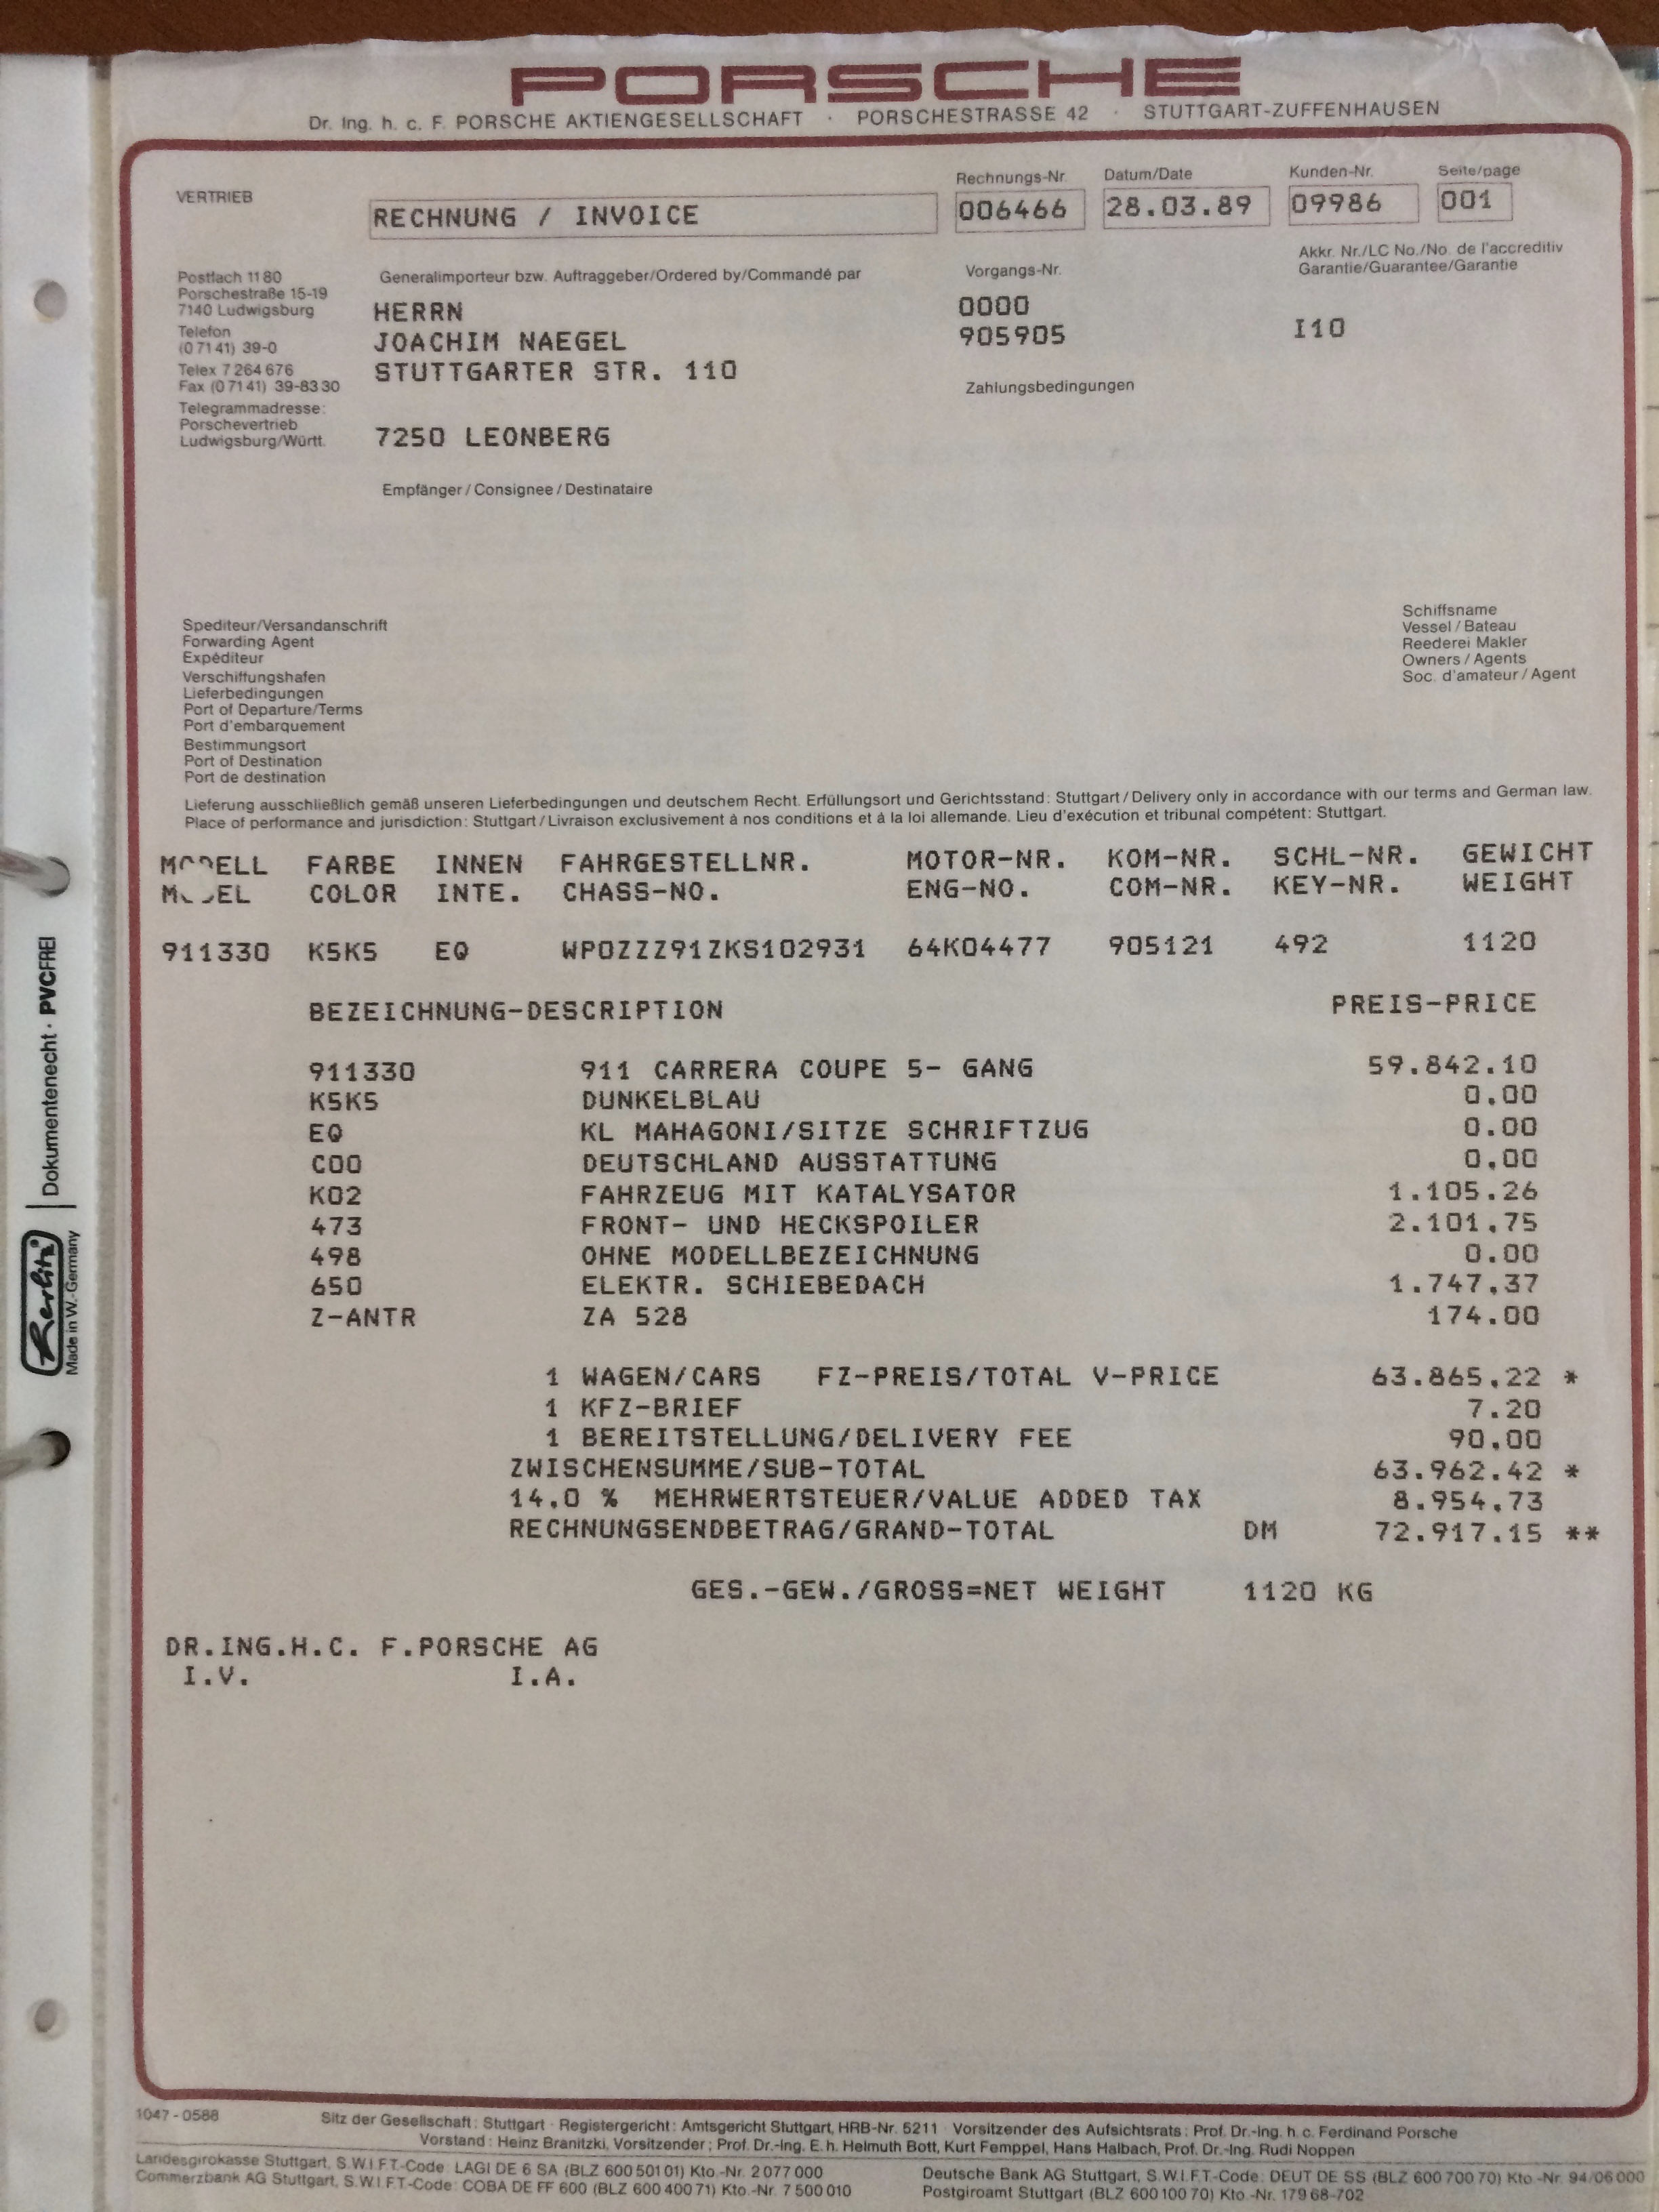 PORSCHE
Dr. Ing. h. c. F. PORSCHE AKTIENGESELLSCHAFT · PORSCHESTRASSE 42 · STUTTGART-ZUFFENHAUSEN
VERTRIEB
RECHNUNG / INVOICE
Rechnungs-Nr.
006466
Datum/Date
28.03.89
Kunden-Nr.
09986
Seite/page
001
Postfach 11 80
Porschestraße 15-19
7140 Ludwigsburg
Telefon
(0 71 41) 39-0
Telex 7 264 676
Fax (0 71 41) 39-83 30
Telegrammadresse:
Porschevertrieb
Ludwigsburg/Württ.
Generalimporteur bzw. Auftraggeber/Ordered by/Commandé par
HERRN
JOACHIM NAEGEL
STUTTGARTER STR. 110
7250 LEONBERG
Vorgangs-Nr.
0000
905905
Zahlungsbedingungen
Akkr. Nr./LC No./No. de l'accreditiv
Garantie/Guarantee/Garantie
I10
Empfänger / Consignee / Destinataire
Spediteur/Versandanschrift
Forwarding Agent
Expéditeur
Verschiffungshafen
Lieferbedingungen
Port of Departure/Terms
Port d'embarquement
Bestimmungsort
Port of Destination
Port de destination
Schiffsname
Vessel / Bateau
Reederei Makler
Owners / Agents
Soc. d'amateur / Agent
Lieferung ausschließlich gemäß unseren Lieferbedingungen und deutschem Recht. Erfüllungsort und Gerichtsstand: Stuttgart / Delivery only in accordance with our terms and German law.
Place of performance and jurisdiction: Stuttgart / Livraison exclusivement à nos conditions et à la loi allemande. Lieu d'exécution et tribunal compétent: Stuttgart.
MODELL FARBE INNEN FAHRGESTELLNR. MOTOR-NR. KOM-NR. SCHL-NR. GEWICHT
MODEL COLOR INTE. CHASS-NO. ENG-NO. COM-NR. KEY-NR. WEIGHT
911330 K5K5 EQ WPOZZZ91ZKS102931 64K04477 905121 492 1120
BEZEICHNUNG-DESCRIPTION PREIS-PRICE
911330 911 CARRERA COUPE 5- GANG 59.842.10
K5K5 DUNKELBLAU 0.00
EQ KL MAHAGONI/SITZE SCHRIFTZUG 0.00
C00 DEUTSCHLAND AUSSTATTUNG 0.00
K02 FAHRZEUG MIT KATALYSATOR 1.105.26
473 FRONT- UND HECKSPOILER 2.101.75
498 OHNE MODELLBEZEICHNUNG 0.00
650 ELEKTR. SCHIEBEDACH 1.747.37
Z-ANTR ZA 528 174.00
1 WAGEN/CARS FZ-PREIS/TOTAL V-PRICE 63.865.22 *
1 KFZ-BRIEF 7.20
1 BEREITSTELLUNG/DELIVERY FEE 90.00
ZWISCHENSUMME/SUB-TOTAL 63.962.42 *
14.0 % MEHRWERTSTEUER/VALUE ADDED TAX 8.954.73
RECHNUNGSENDBETRAG/GRAND-TOTAL DM 72.917.15 **
GES.-GEW./GROSS=NET WEIGHT 1120 KG
DR.ING.H.C. F.PORSCHE AG
I.V. I.A.
1047 - 0588
Sitz der Gesellschaft: Stuttgart · Registergericht: Amtsgericht Stuttgart, HRB-Nr. 5211 · Vorsitzender des Aufsichtsrats: Prof. Dr.-Ing. h. c. Ferdinand Porsche
Vorstand: Heinz Branitzki, Vorsitzender; Prof. Dr.-Ing. E. h. Helmuth Bott, Kurt Femppel, Hans Halbach, Prof. Dr.-Ing. Rudi Noppen
Landesgirokasse Stuttgart, S.W.I.F.T.-Code: LAGI DE 6 SA (BLZ 600 501 01) Kto.-Nr. 2 077 000
Commerzbank AG Stuttgart, S.W.I.F.T.-Code: COBA DE FF 600 (BLZ 600 400 71) Kto.-Nr. 7 500 010
Deutsche Bank AG Stuttgart, S.W.I.F.T.-Code: DEUT DE SS (BLZ 600 700 70) Kto.-Nr. 94/06 000
Postgiroamt Stuttgart (BLZ 600 100 70) Kto.-Nr. 179 68-702
Herlitz
Made in W.-Germany
Dokumentenecht · PVCFREI